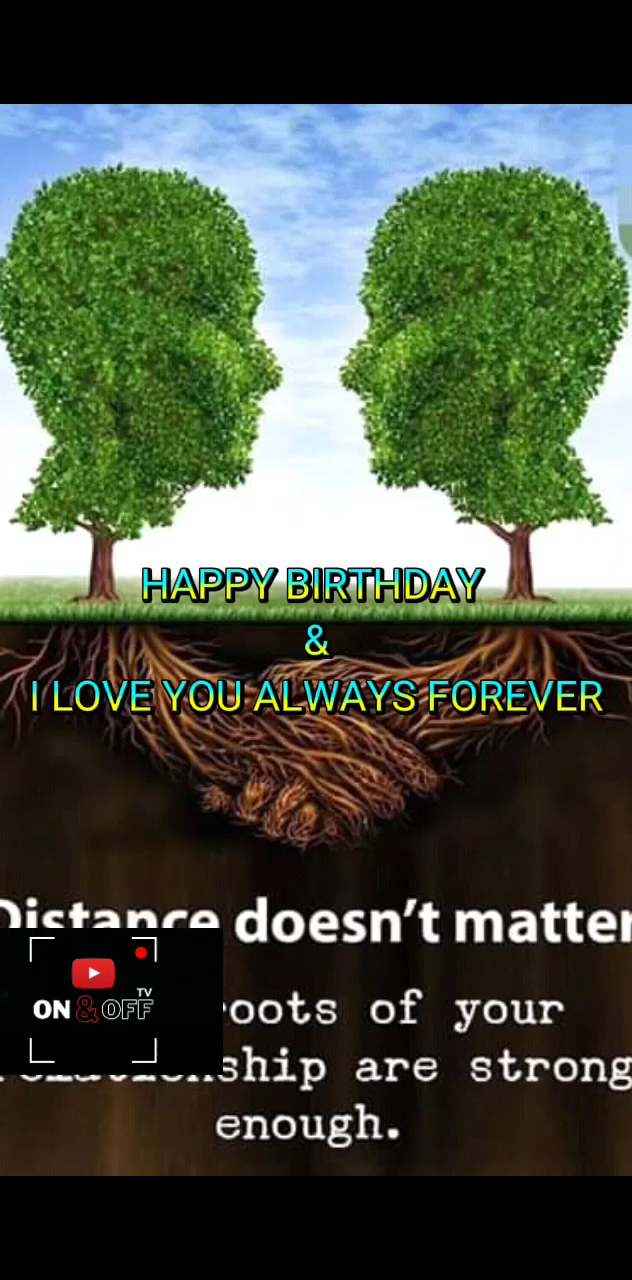 HAPPY BIRTHDAY
&
I LOVE YOU ALWAYS FOREVER
Distance doesn't matter
TV
ON & OFF
of your
are strong
enough.